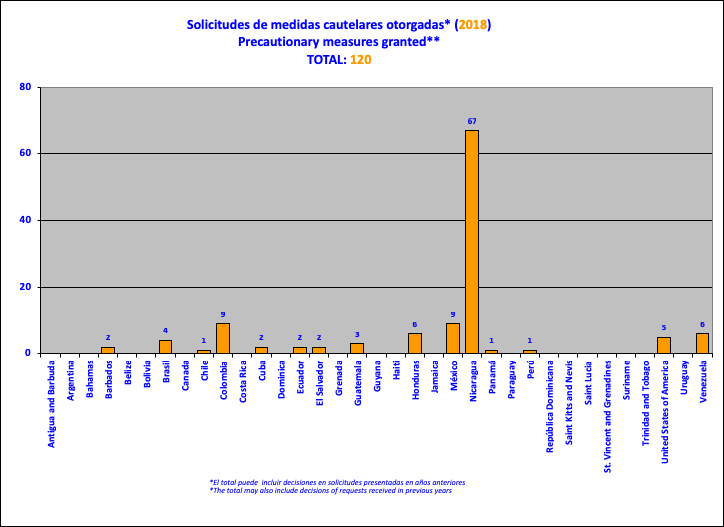 Solicitudes de medidas cautelares otorgadas* (2018)
Precautionary measures granted**
TOTAL: 120
80
60
40
20
0
2
4
1
9
2
2
2
3
6
9
67
1
1
5
6
Antigua and Barbuda
Argentina
Bahamas
Barbados
Belize
Bolivia
Brasil
Canada
Chile
Colombia
Costa Rica
Cuba
Dominica
Ecuador
El Salvador
Grenada
Guatemala
Guyana
Haiti
Honduras
Jamaica
México
Nicaragua
Panamá
Paraguay
Perú
República Dominicana
Saint Kitts and Nevis
Saint Lucia
St. Vincent and Grenadines
Suriname
Trinidad and Tobago
United States of America
Uruguay
Venezuela
*El total puede incluir decisiones en solicitudes presentadas en años anteriores
*The total may also include decisions of requests received in previous years